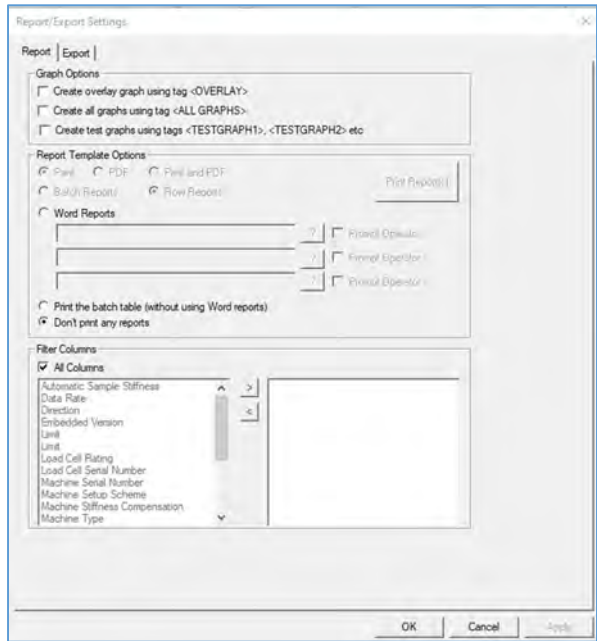 Report/Export Settings
Report Export
Graph Options
Create overlay graph using tag <OVERLAY>
Create all graphs using tag <ALL GRAPHS>
Create test graphs using tags <TESTGRAPH1>, <TESTGRAPH2> etc
Report Template Options
Print PDF Print and PDF
Print Report(s)
Batch Reports Row Reports
Word Reports
? Prompt Operator
? Prompt Operator
? Prompt Operator
Print the batch table (without using Word reports)
Don't print any reports
Filter Columns
All Columns
Automatic Sample Stiffness
>
Data Rate
Direction
<
Embedded Version
Limit
Limit
Load Cell Rating
Load Cell Serial Number
Machine Serial Number
Machine Setup Scheme
Machine Stiffness Compensation
Machine Type
OK Cancel Apply